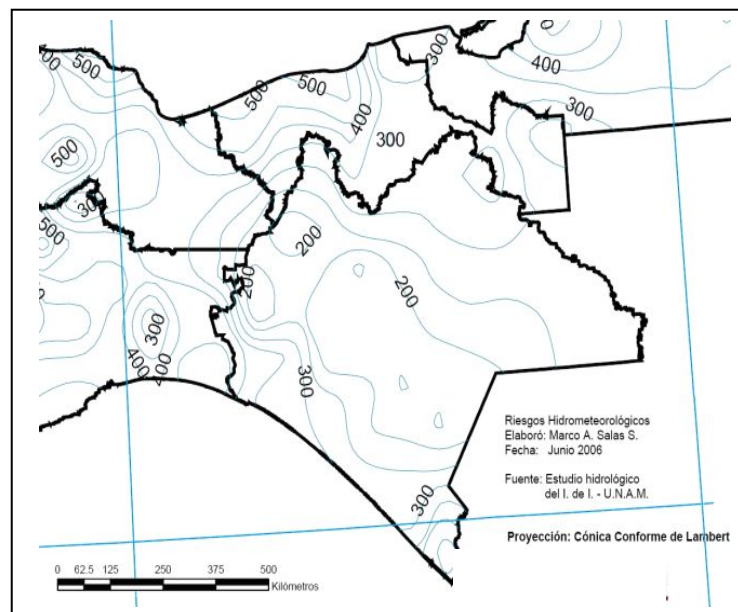 300
500
500
500
400
300
400
300
300
500
300
500
200
200
200
300
400
400
300
300
Riesgos Hidrometeorológicos
Elaboró: Marco A. Salas S.
Fecha: Junio 2006
Fuente: Estudio hidrológico
del I. de I. - U.N.A.M.
Proyección: Cónica Conforme de Lambert
0 62.5 125 250 375 500
Kilómetros